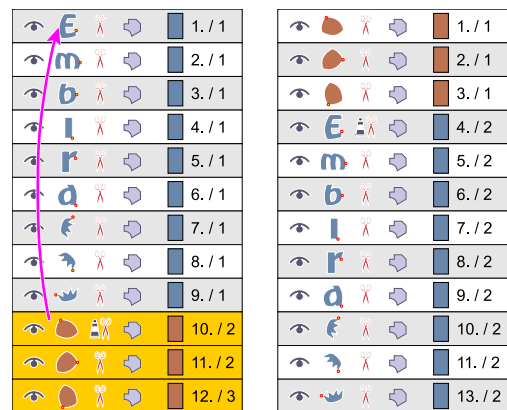 E 1. / 1
m 2. / 1
b 3. / 1
l 4. / 1
r 5. / 1
a 6. / 1
7. / 1
8. / 1
9. / 1
10. / 2
11. / 2
12. / 3
1. / 1
2. / 1
3. / 1
E 4. / 2
m 5. / 2
b 6. / 2
l 7. / 2
r 8. / 2
a 9. / 2
10. / 2
11. / 2
13. / 2